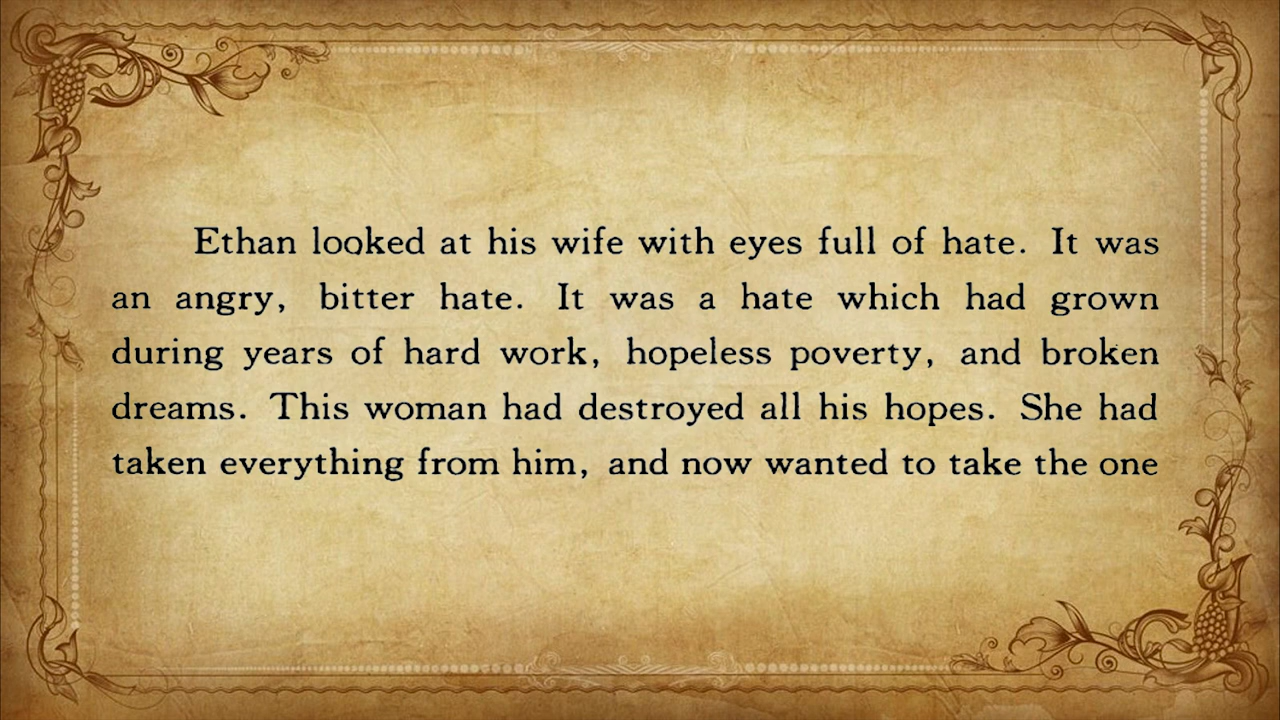 Ethan looked at his wife with eyes full of hate. It was
an angry, bitter hate. It was a hate which had grown
during years of hard work, hopeless poverty, and broken
dreams. This woman had destroyed all his hopes. She had
taken everything from him, and now wanted to take the one